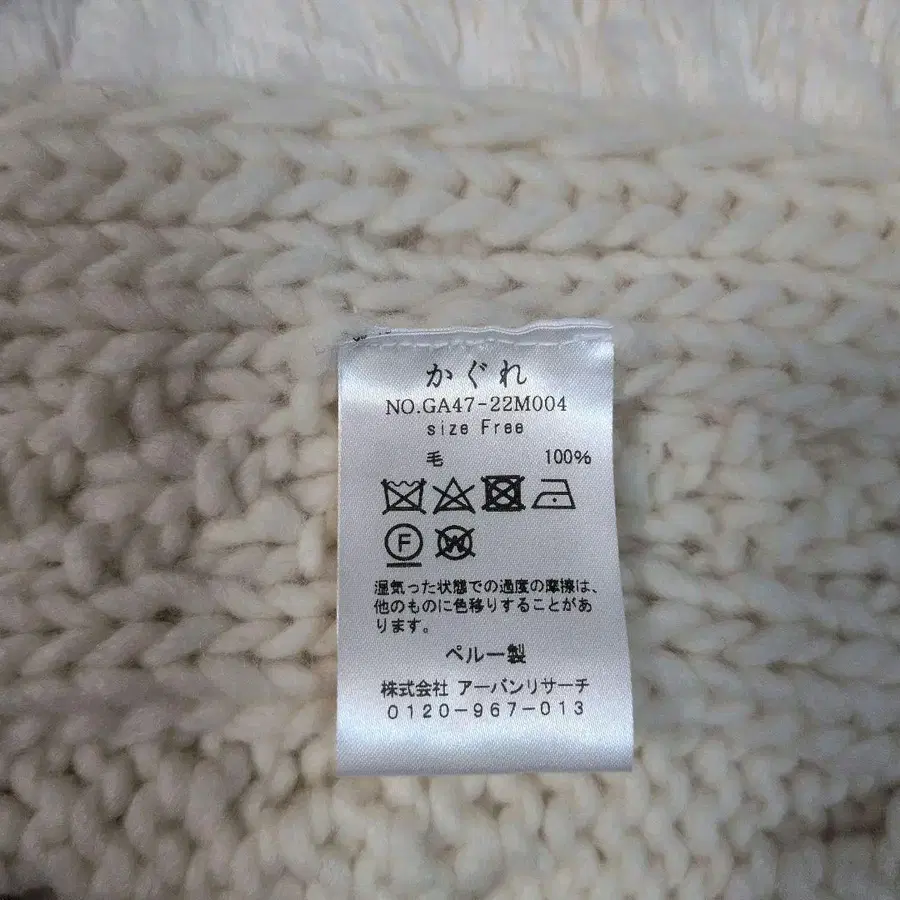 かぐれ
NO.GA47-22M004
size Free
毛 100%
F W
湿気った状態での過度の摩擦は、
他のものに色移りすることがあ
ります。
ペルー製
株式会社 アーバンリサーチ
0120-967-013